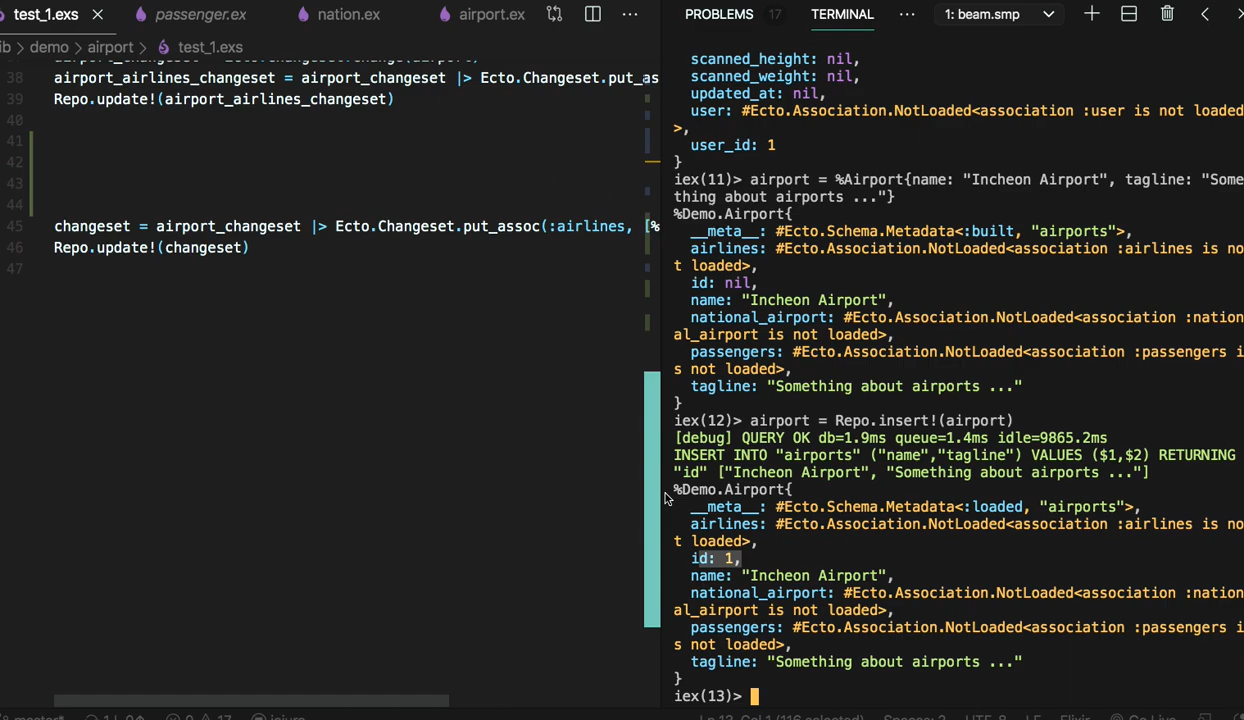 test_1.exs
passenger.ex
nation.ex
airport.ex
ib > demo > airport > test_1.exs
38 airport_airlines_changeset = airport_changeset |> Ecto.Changeset.put_as
39 Repo.update!(airport_airlines_changeset)
40
41
42
43
44
45 changeset = airport_changeset |> Ecto.Changeset.put_assoc(:airlines, [%
46 Repo.update!(changeset)
47
PROBLEMS 17 TERMINAL ... 1: beam.smp
scanned_height: nil,
scanned_weight: nil,
updated_at: nil,
user: #Ecto.Association.NotLoaded<association :user is not loaded
>,
user_id: 1
}
iex(11)> airport = %Airport{name: "Incheon Airport", tagline: "Some
thing about airports ..."}
%Demo.Airport{
__meta__: #Ecto.Schema.Metadata<:built, "airports">,
airlines: #Ecto.Association.NotLoaded<association :airlines is no
t loaded>,
id: nil,
name: "Incheon Airport",
national_airport: #Ecto.Association.NotLoaded<association :nation
al_airport is not loaded>,
passengers: #Ecto.Association.NotLoaded<association :passengers i
s not loaded>,
tagline: "Something about airports ..."
}
iex(12)> airport = Repo.insert!(airport)
[debug] QUERY OK db=1.9ms queue=1.4ms idle=9865.2ms
INSERT INTO "airports" ("name","tagline") VALUES ($1,$2) RETURNING
"id" ["Incheon Airport", "Something about airports ..."]
%Demo.Airport{
__meta__: #Ecto.Schema.Metadata<:loaded, "airports">,
airlines: #Ecto.Association.NotLoaded<association :airlines is no
t loaded>,
id: 1,
name: "Incheon Airport",
national_airport: #Ecto.Association.NotLoaded<association :nation
al_airport is not loaded>,
passengers: #Ecto.Association.NotLoaded<association :passengers i
s not loaded>,
tagline: "Something about airports ..."
}
iex(13)>